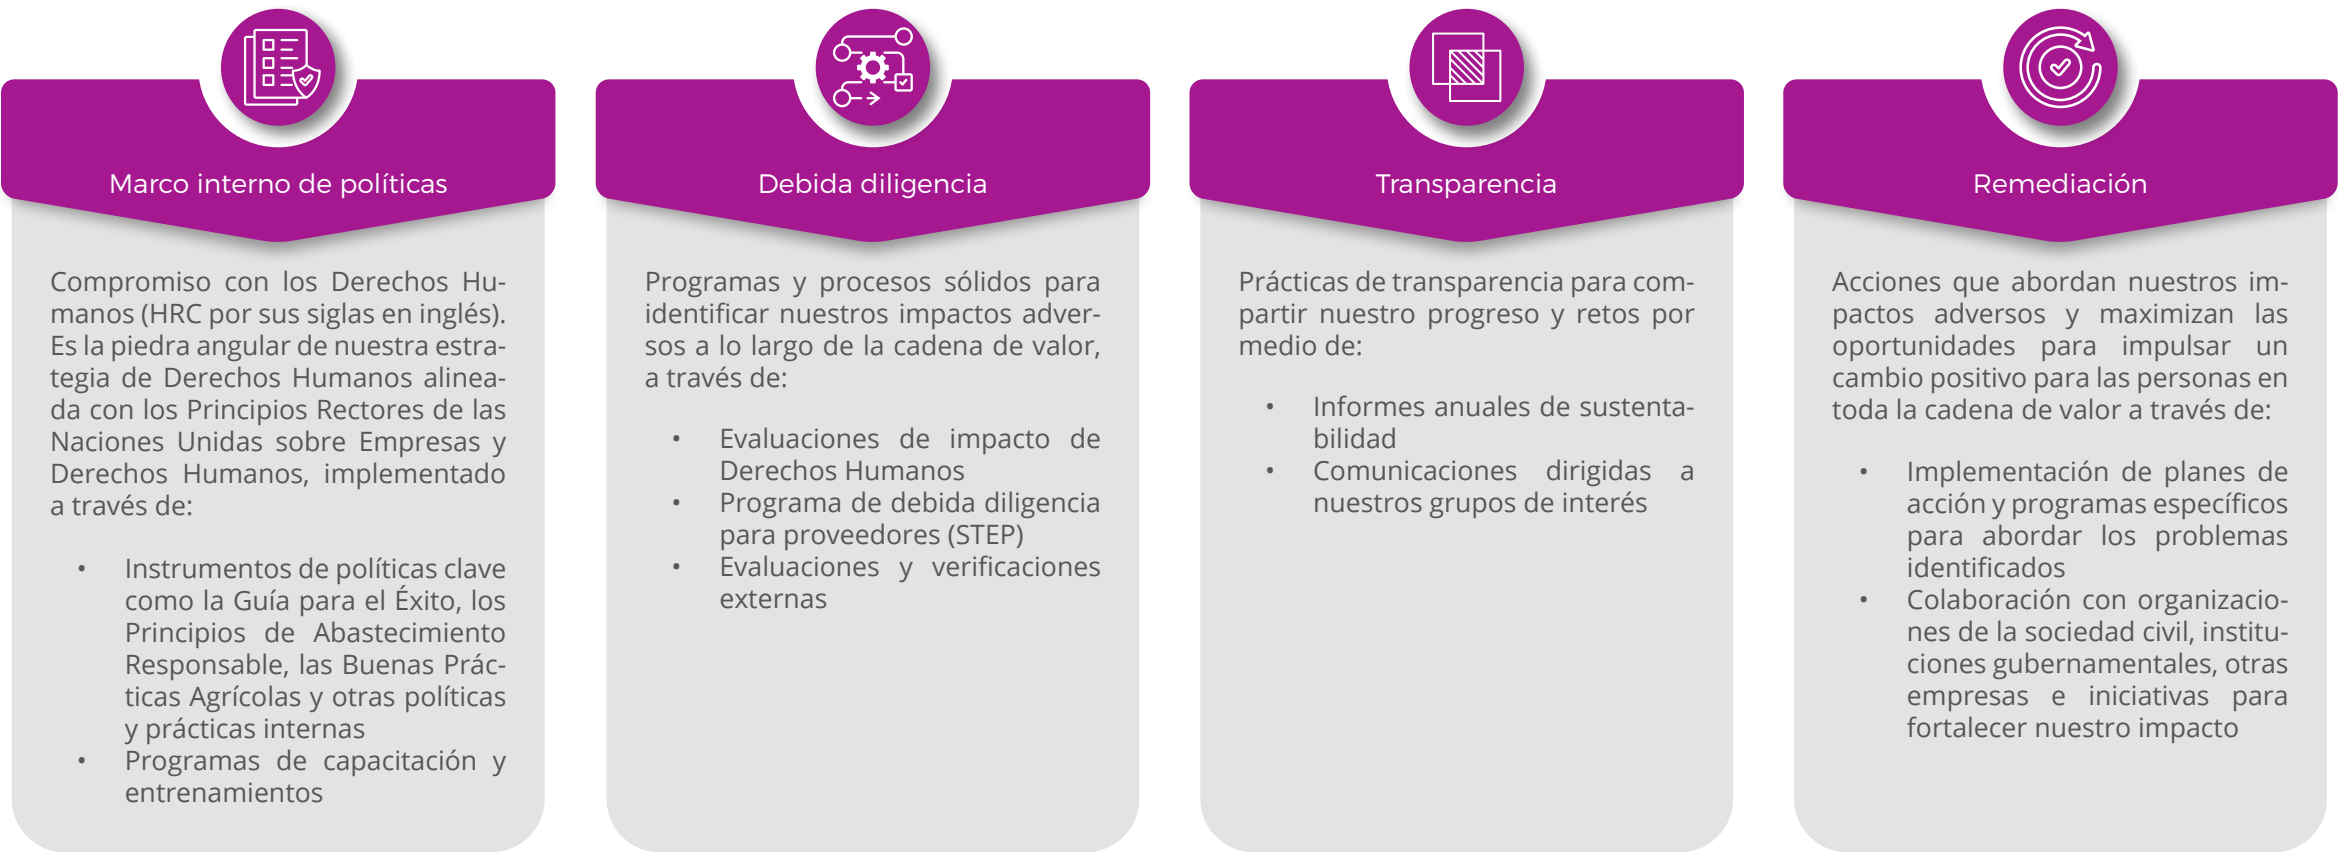 Marco interno de políticas
Compromiso con los Derechos Hu-
manos (HRC por sus siglas en inglés).
Es la piedra angular de nuestra estra-
tegia de Derechos Humanos alinea-
da con los Principios Rectores de las
Naciones Unidas sobre Empresas y
Derechos Humanos, implementado
a través de:
• Instrumentos de políticas clave
como la Guía para el Éxito, los
Principios de Abastecimiento
Responsable, las Buenas Prác-
ticas Agrícolas y otras políticas
y prácticas internas
• Programas de capacitación y
entrenamientos
Debida diligencia
Programas y procesos sólidos para
identificar nuestros impactos adver-
sos a lo largo de la cadena de valor,
a través de:
• Evaluaciones de impacto de
Derechos Humanos
• Programa de debida diligencia
para proveedores (STEP)
• Evaluaciones y verificaciones
externas
Transparencia
Prácticas de transparencia para com-
partir nuestro progreso y retos por
medio de:
• Informes anuales de sustenta-
bilidad
• Comunicaciones dirigidas a
nuestros grupos de interés
Remediación
Acciones que abordan nuestros im-
pactos adversos y maximizan las
oportunidades para impulsar un
cambio positivo para las personas en
toda la cadena de valor a través de:
• Implementación de planes de
acción y programas específicos
para abordar los problemas
identificados
• Colaboración con organizacio-
nes de la sociedad civil, institu-
ciones gubernamentales, otras
empresas e iniciativas para
fortalecer nuestro impacto